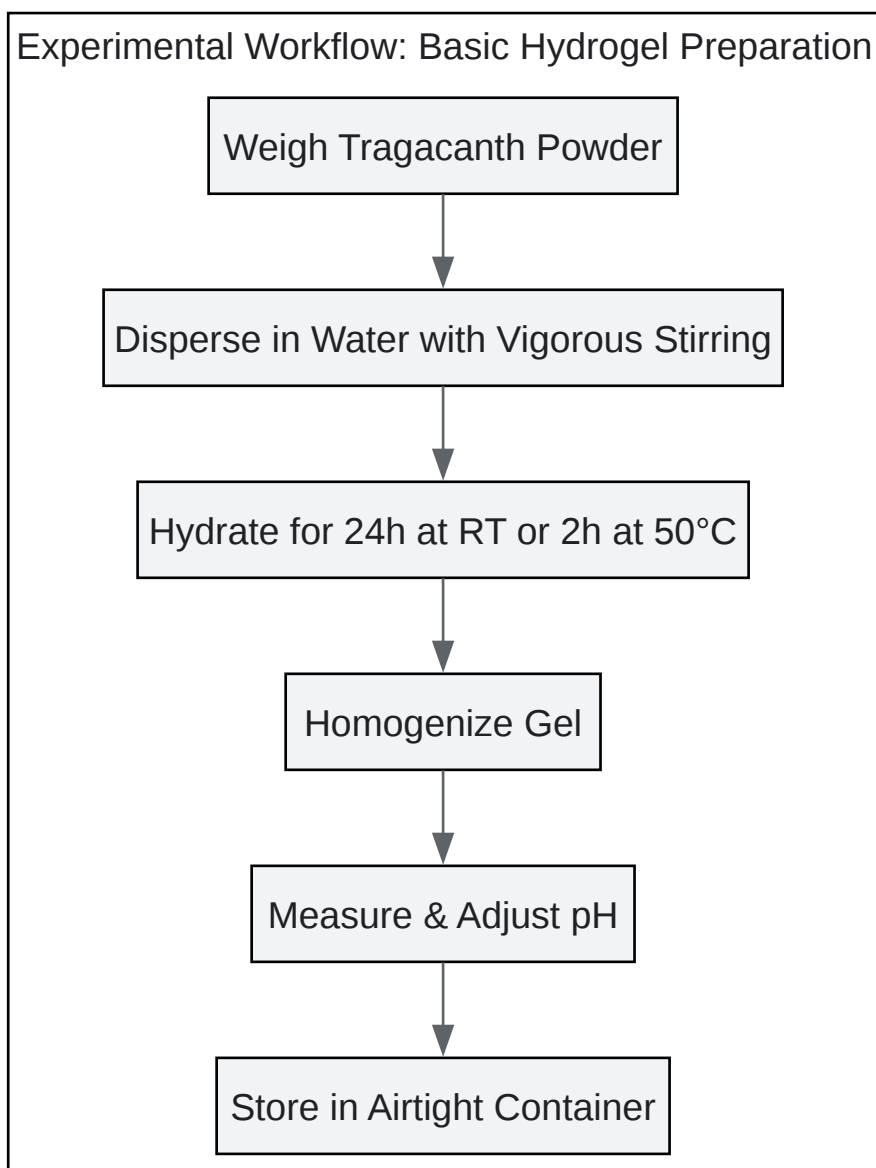 Experimental Workflow: Basic Hydrogel Preparation
Weigh Tragacanth Powder
Disperse in Water with Vigorous Stirring
Hydrate for 24h at RT or 2h at 50°C
Homogenize Gel
Measure & Adjust pH
Store in Airtight Container